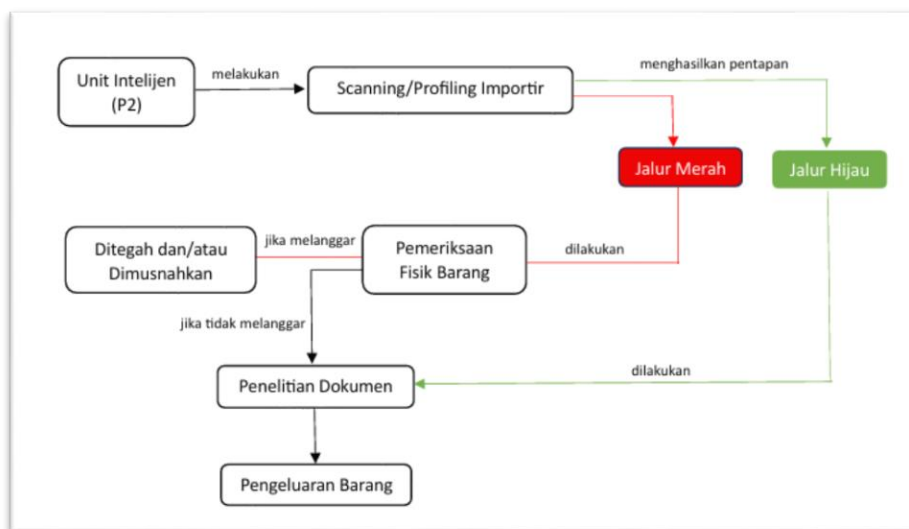 menghasilkan pentapan
Unit Intelijen
(P2)
melakukan
Scanning/Profiling Importir
Jalur Merah
Jalur Hijau
Ditegah dan/atau
Dimusnahkan
jika melanggar
Pemeriksaan
Fisik Barang
dilakukan
jika tidak melanggar
Penelitian Dokumen
dilakukan
Pengeluaran Barang